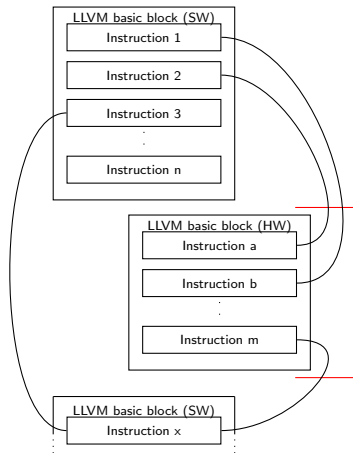 LLVM basic block (SW)
Instruction 1
Instruction 2
Instruction 3
Instruction n
LLVM basic block (HW)
Instruction a
Instruction b
Instruction m
LLVM basic block (SW)
Instruction x